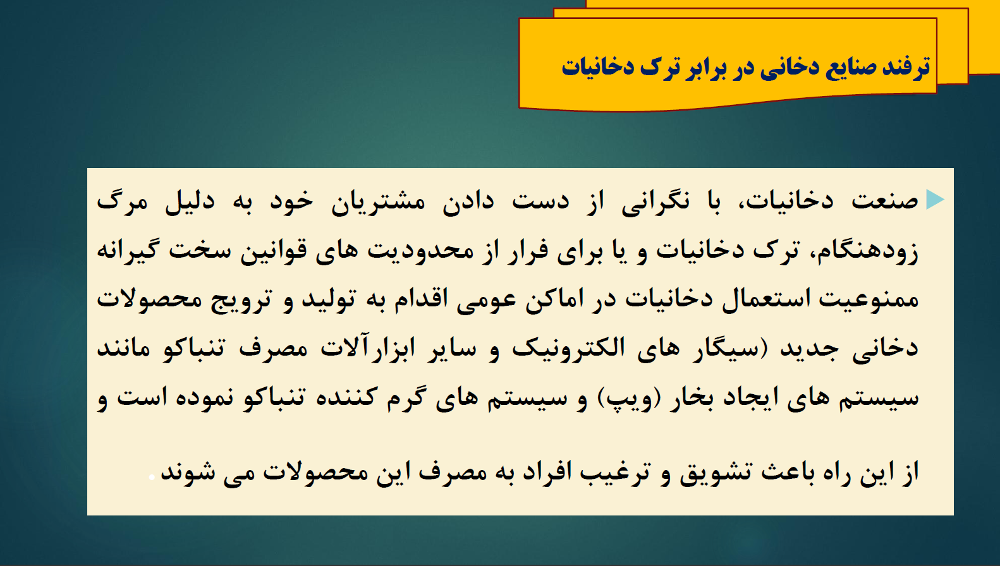 ترفند صنایع دخانی در برابر ترک دخانیات
صنعت دخانیات، با نگرانی از دست دادن مشتریان خود به دلیل مرگ
زودهنگام، ترک دخانیات و یا برای فرار از محدودیت های قوانین سخت گیرانه
ممنوعیت استعمال دخانیات در اماکن عمومی اقدام به تولید و ترویج محصولات
دخانی جدید (سیگار های الکترونیک و سایر ابزارآلات مصرف تنباکو مانند
سیستم های ایجاد بخار (ویپ) و سیستم های گرم کننده تنباکو نموده است و
از این راه باعث تشویق و ترغیب افراد به مصرف این محصولات می شوند.